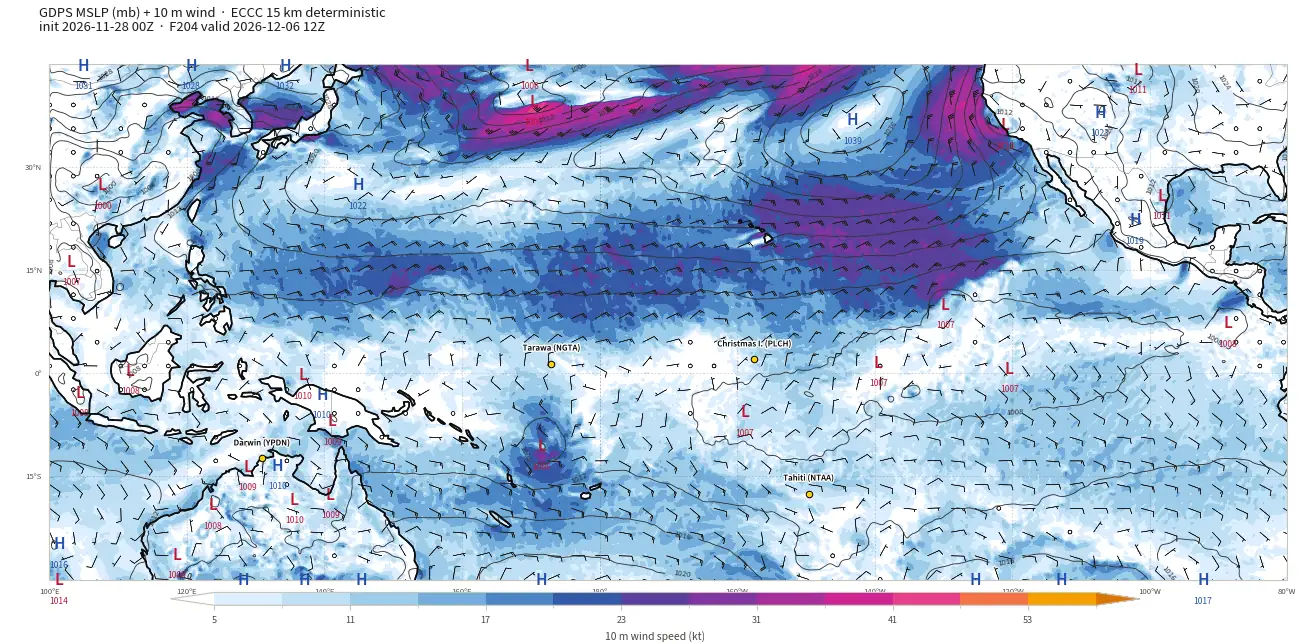 GDPS MSLP (mb) + 10 m wind · ECCC 15 km deterministic
init 2026-11-28 00Z · F204 valid 2026-12-06 12Z
H H H L L
1031 1029 1032 1008 1011
H 1039
H
L 1000
H 1022
30°N
L 1011
H 1019
15°N
L 1007
L 1007
L 1008
Tarawa (NGTA)
Christmas I. (PLCH)
0°
L 1008
L 1010
H 1010
L 1007
L 1007
L 1007
1008
Darwin (YPDN)
L 1009
H 1010
L 1009
Tahiti (NTAA)
15°S
L 1008
L 1010
L 1009
H 1016
1020
L 1014
H H H H H H H
1017
100°E 120°E 140°E 160°E 180° 160°W 140°W 120°W 100°W 80°W
5 11 17 23 31 41 53
10 m wind speed (kt)